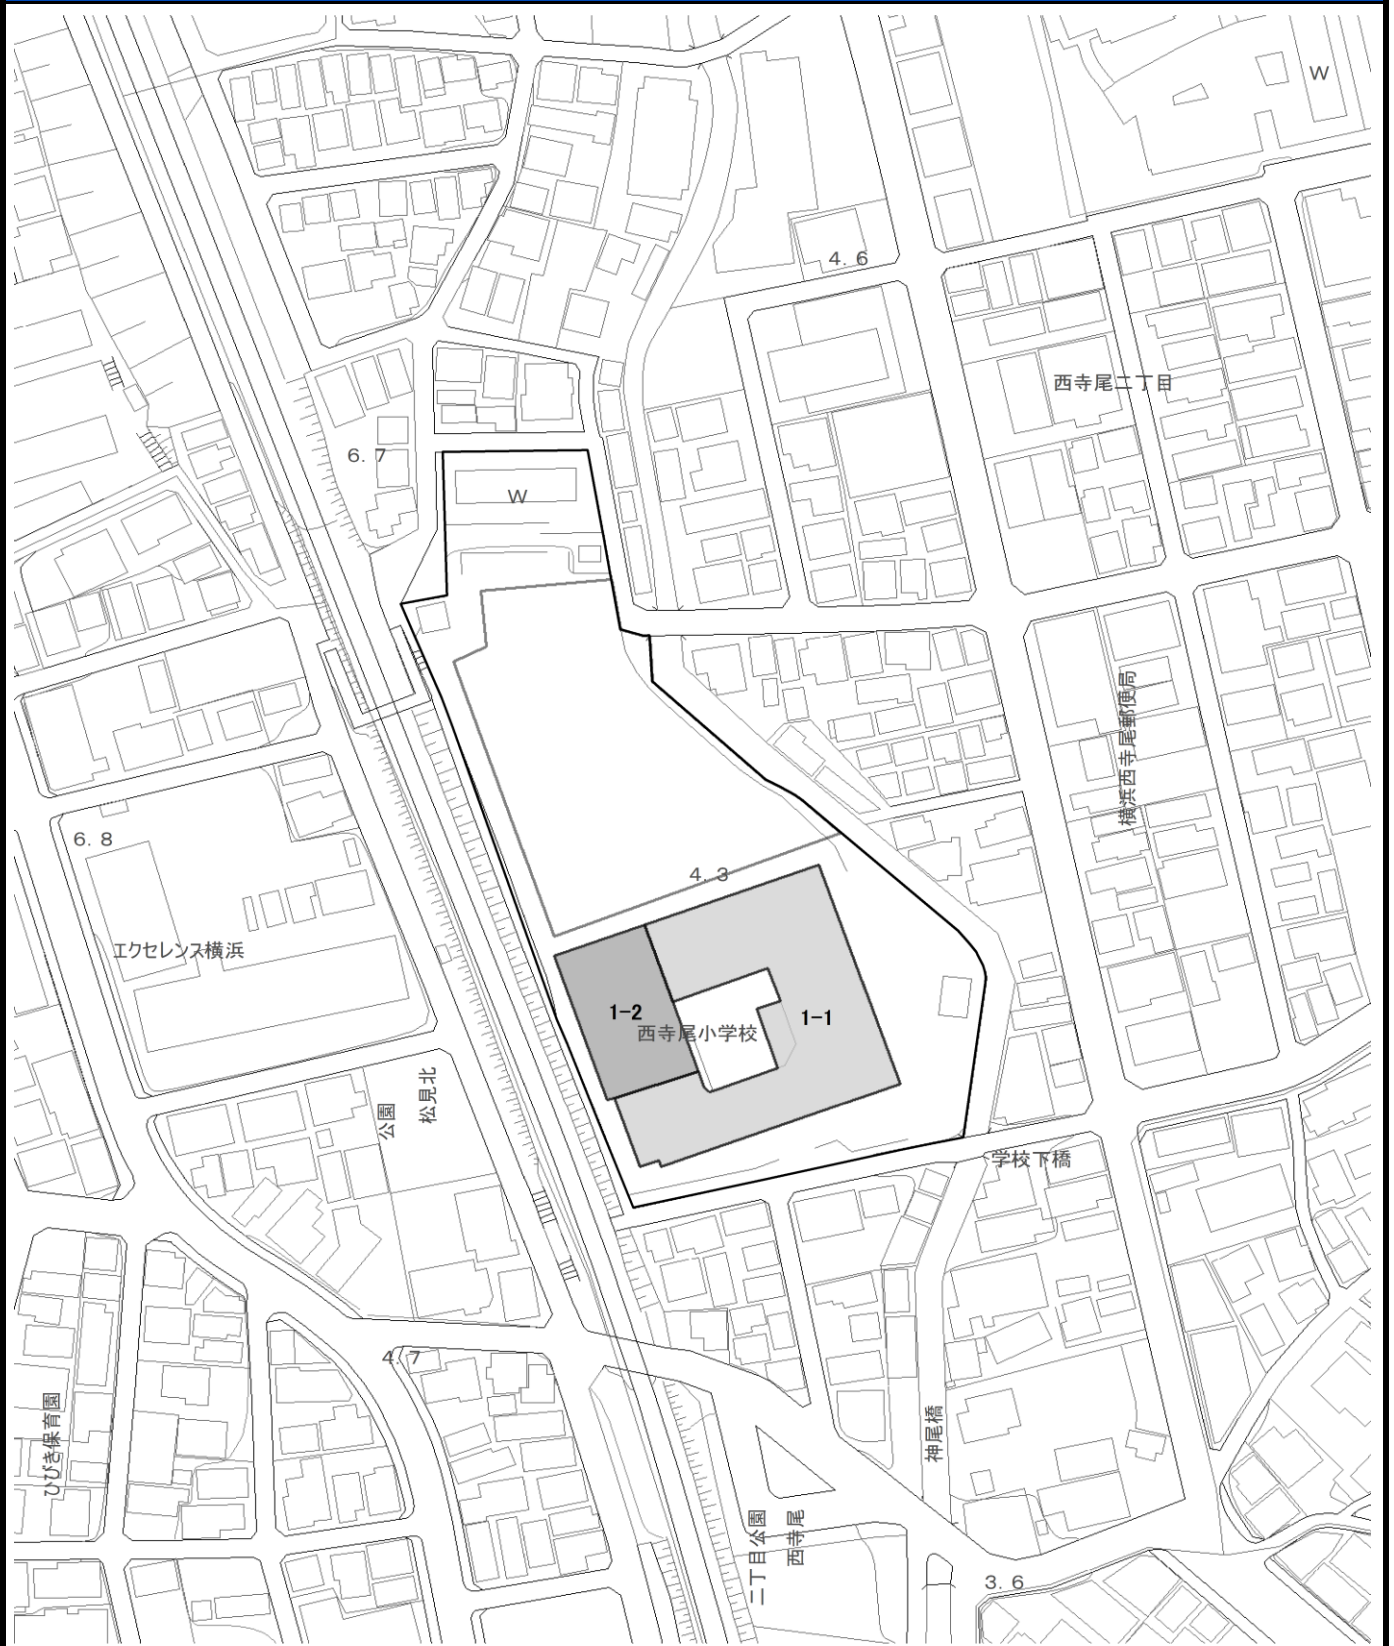 W
4. 6
西寺尾二丁目
6. 7
W
横浜西寺尾郵便局
6. 8
4. 3
エクセレンス横浜
1-2
1-1
西寺尾小学校
松見北
公園
学校下橋
4. 7
ひびき保育園
神尾橋
西寺尾
二丁目公園
3. 6